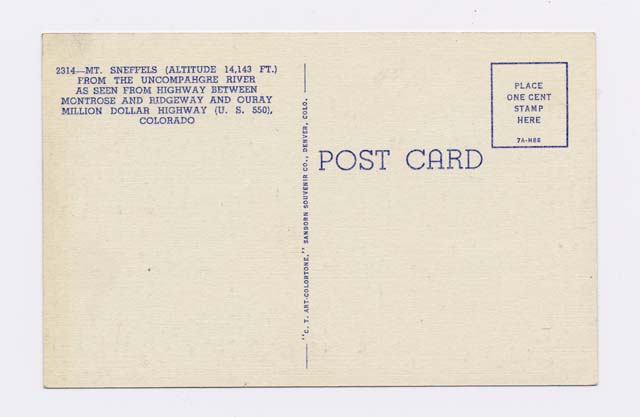 2314—MT. SNEFFELS (ALTITUDE 14,143 FT.)
FROM THE UNCOMPAHGRE RIVER
AS SEEN FROM HIGHWAY BETWEEN
MONTROSE AND RIDGEWAY AND OURAY
MILLION DOLLAR HIGHWAY (U. S. 550),
COLORADO
"C. T. ART-COLORTONE," SANBORN SOUVENIR CO., DENVER, COLO.
POST CARD
PLACE
ONE CENT
STAMP
HERE
7A-H86